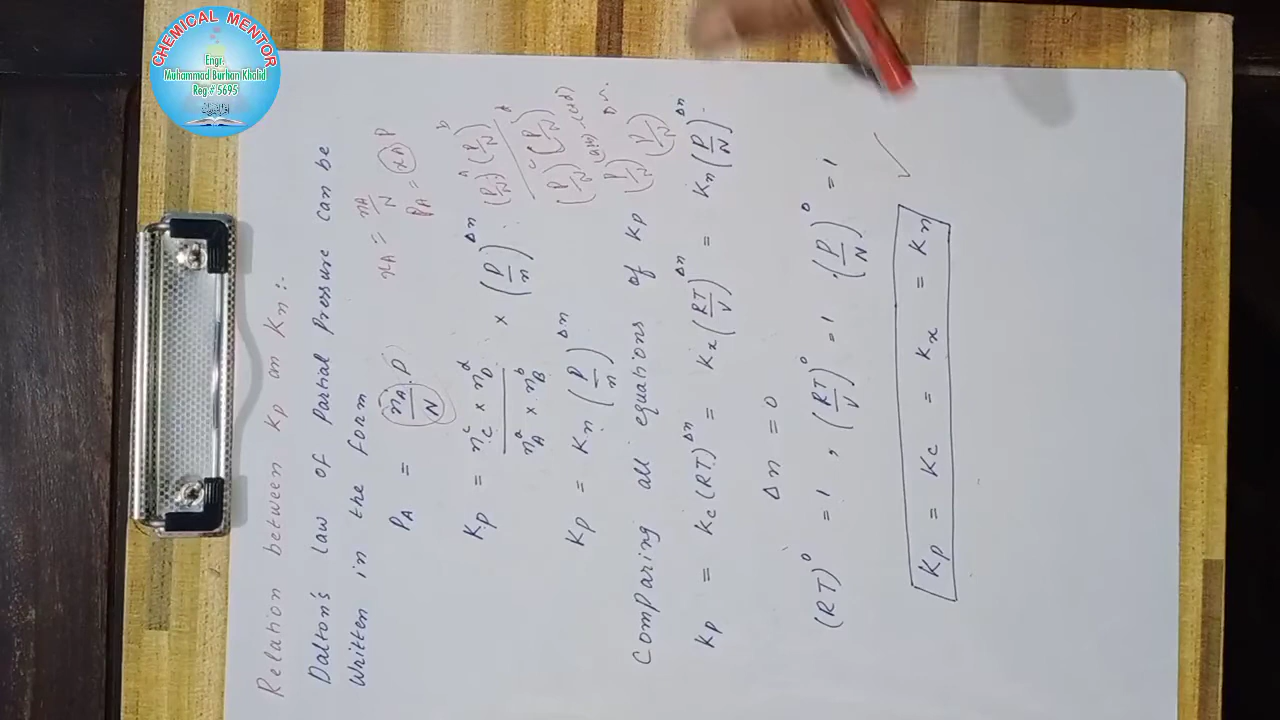 CHEMICAL MENTOR
Engr:
Muhammad Burhan Khalid
Reg # 5695
Relation between Kp an Kn :-
Dalton's law of Partial Pressure can be
written in the form
xA = nA/N
PA = (nA/N) . P
PA = xA P
Kp = (nC^c × nD^d) / (nA^a × nB^b) × (P/n)^Δn
(P/N)^a (P/N)^b
(P/N)^c (P/N)^d
(P/N)^(a+b)-(c+d)
(P/N) (P/N)^Δn
Kp = Kn (P/n)^Δn
Comparing all equations of Kp
Kp = Kc (RT)^Δn = Kx (RT/V)^Δn = Kn (P/N)^Δn
Δn = 0
(RT)^0 = 1 , (RT/V)^0 = 1 , (P/N)^0 = 1
Kp = Kc = Kx = Kn